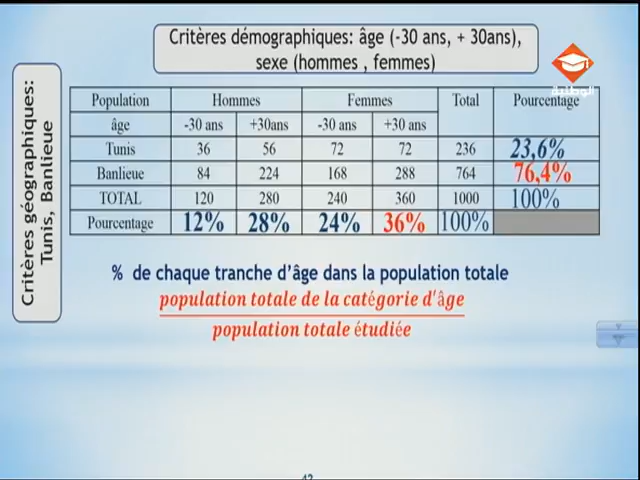 Critères démographiques: âge (-30 ans, + 30ans),
sexe (hommes , femmes)
الوطنية
Critères géographiques:
Tunis, Banlieue
Population Hommes Femmes Total Pourcentage
âge -30 ans +30ans -30 ans +30 ans
Tunis 36 56 72 72 236 23,6%
Banlieue 84 224 168 288 764 76,4%
TOTAL 120 280 240 360 1000 100%
Pourcentage 12% 28% 24% 36% 100%
% de chaque tranche d'âge dans la population totale
population totale de la catégorie d'âge
population totale étudiée